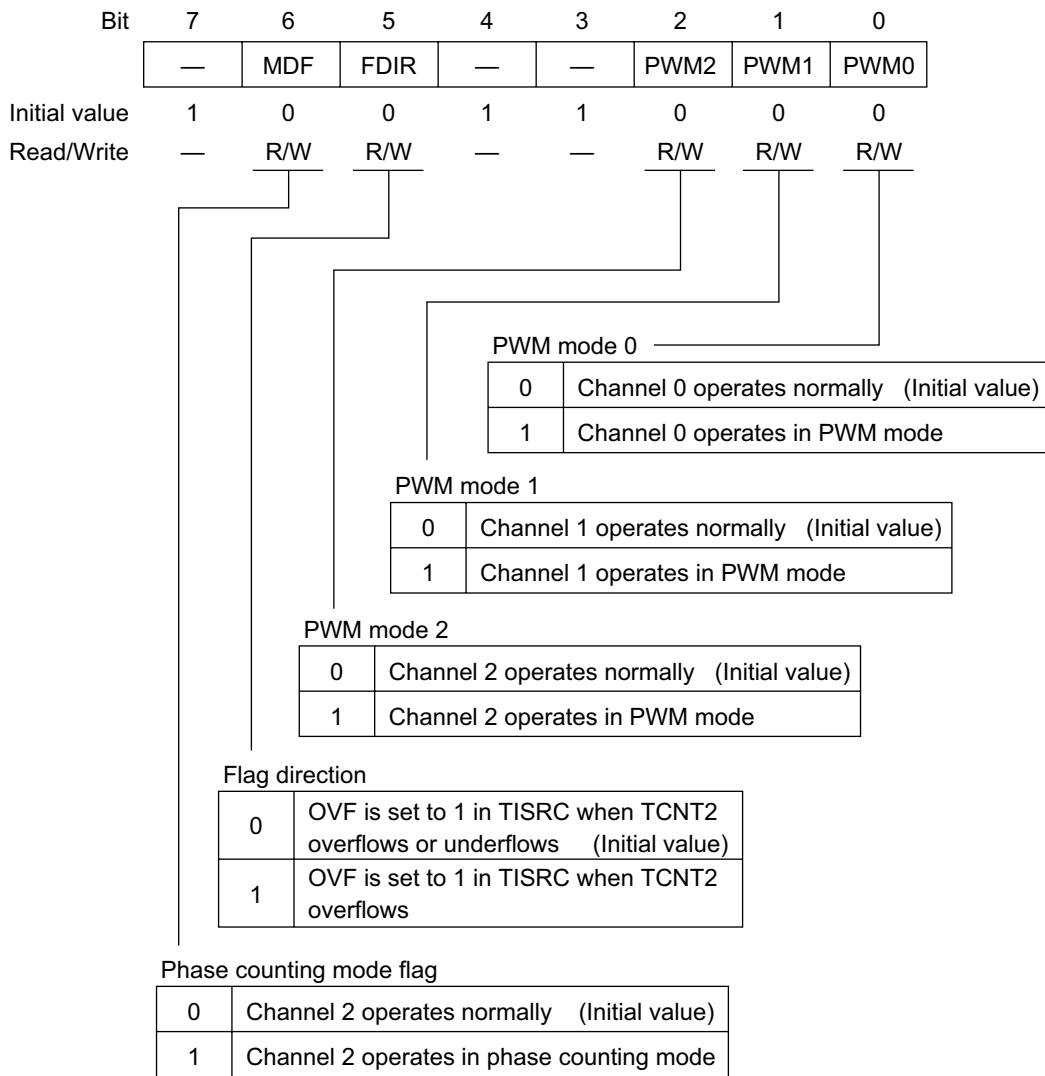 Bit 7 6 5 4 3 2 1 0
— MDF FDIR — — PWM2 PWM1 PWM0
Initial value 1 0 0 1 1 0 0 0
Read/Write — R/W R/W — — R/W R/W R/W
PWM mode 0
0 Channel 0 operates normally (Initial value)
1 Channel 0 operates in PWM mode
PWM mode 1
0 Channel 1 operates normally (Initial value)
1 Channel 1 operates in PWM mode
PWM mode 2
0 Channel 2 operates normally (Initial value)
1 Channel 2 operates in PWM mode
Flag direction
0 OVF is set to 1 in TISRC when TCNT2
overflows or underflows (Initial value)
1 OVF is set to 1 in TISRC when TCNT2
overflows
Phase counting mode flag
0 Channel 2 operates normally (Initial value)
1 Channel 2 operates in phase counting mode